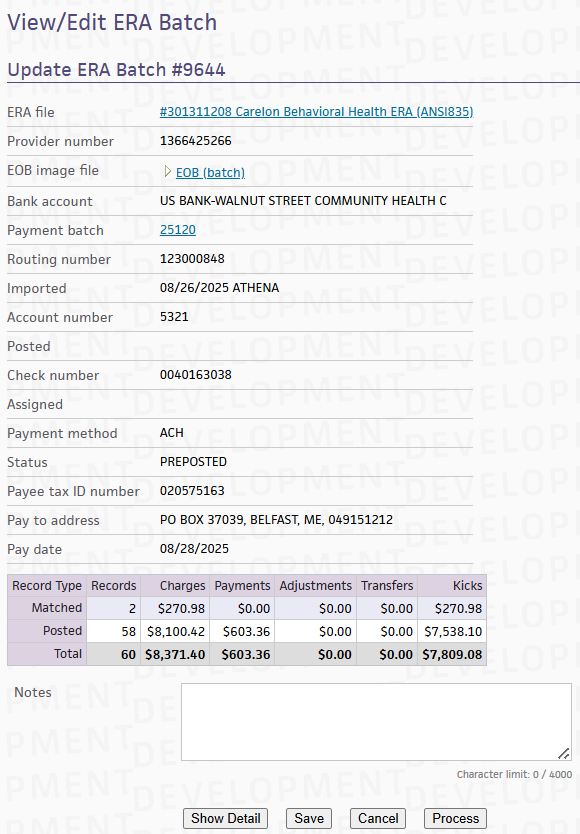 View/Edit ERA Batch
Update ERA Batch #9644
ERA file #301311208 Carelon Behavioral Health ERA (ANSI835)
Provider number 1366425266
EOB image file EOB (batch)
Bank account US BANK-WALNUT STREET COMMUNITY HEALTH C
Payment batch 25120
Routing number 123000848
Imported 08/26/2025 ATHENA
Account number 5321
Posted
Check number 0040163038
Assigned
Payment method ACH
Status PREPOSTED
Payee tax ID number 020575163
Pay to address PO BOX 37039, BELFAST, ME, 049151212
Pay date 08/28/2025
Record Type Records Charges Payments Adjustments Transfers Kicks
Matched 2 $270.98 $0.00 $0.00 $0.00 $270.98
Posted 58 $8,100.42 $603.36 $0.00 $0.00 $7,538.10
Total 60 $8,371.40 $603.36 $0.00 $0.00 $7,809.08
Notes
Character limit: 0 / 4000
Show Detail Save Cancel Process
DEVELOPMENT